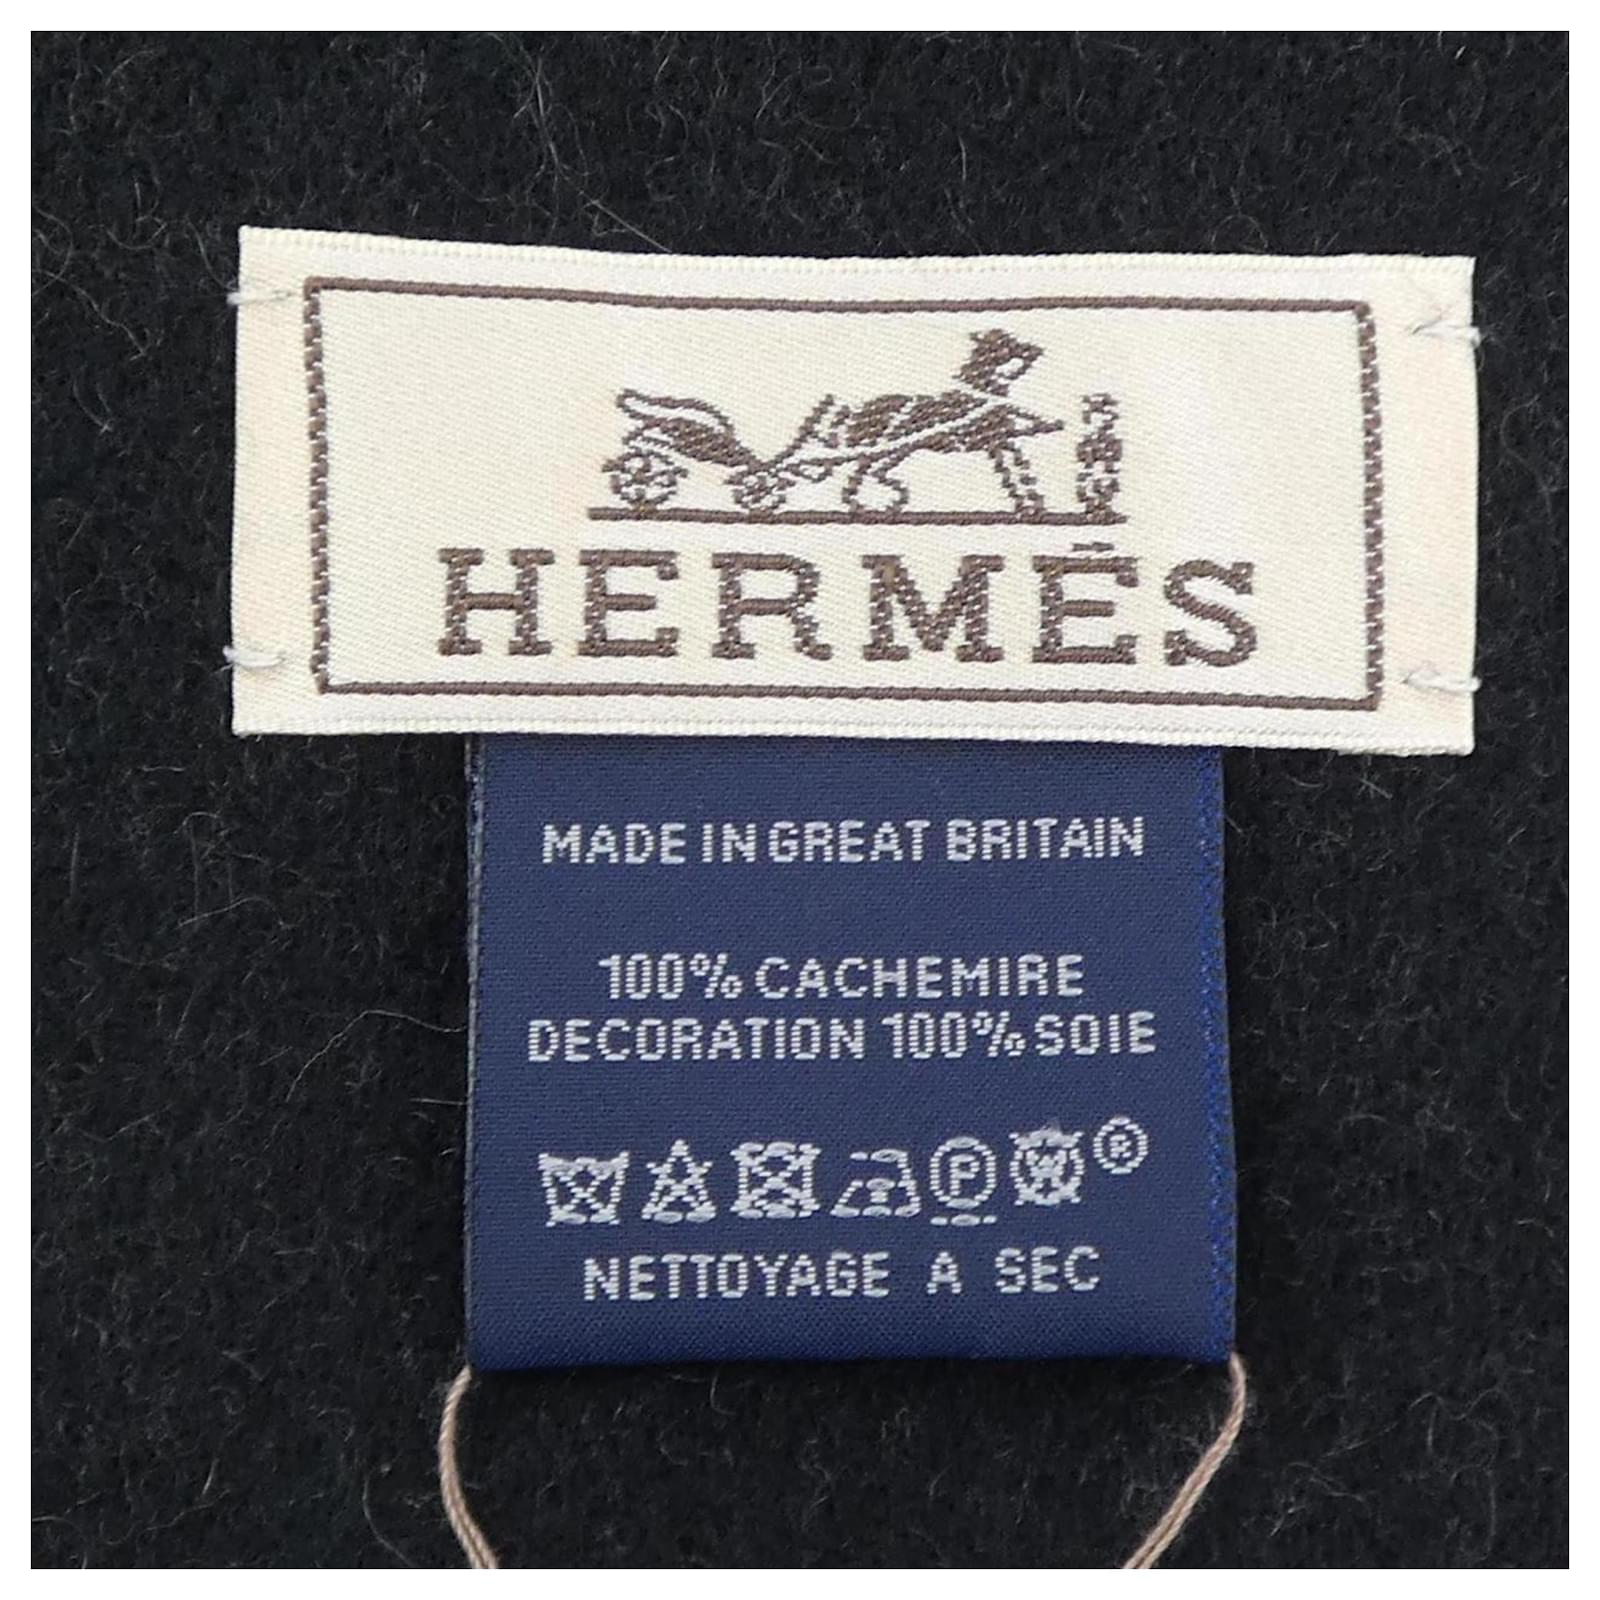 HERMÈS
MADE IN GREAT BRITAIN
100% CACHEMIRE
DECORATION 100% SOIE
P ®
NETTOYAGE A SEC